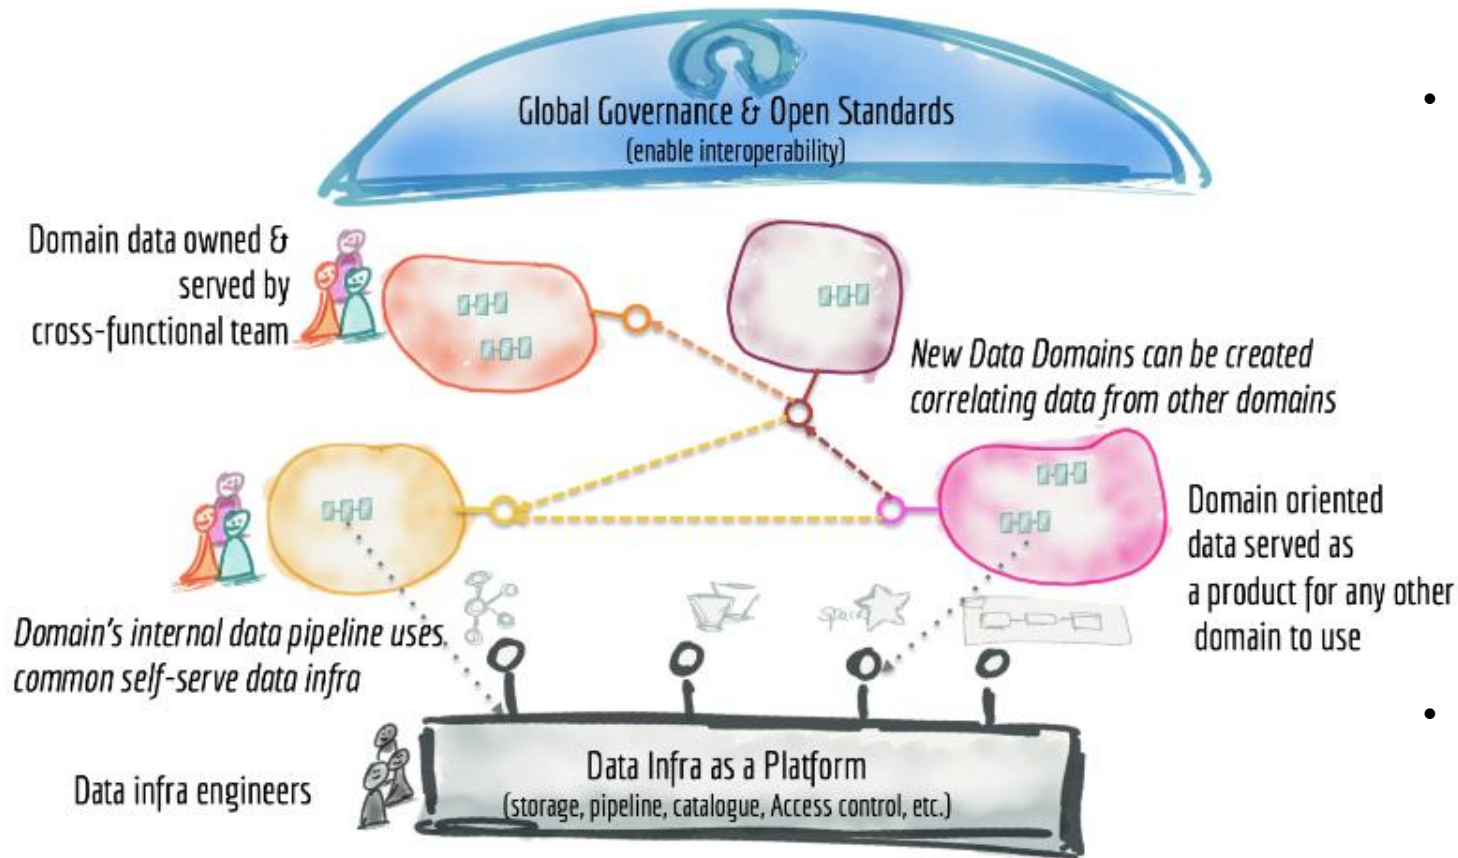 Global Governance & Open Standards
(enable interoperability)
Domain data owned &
served by
cross-functional team
New Data Domains can be created
correlating data from other domains
Domain oriented
data served as
a product for any other
domain to use
Domain's internal data pipeline uses
common self-serve data infra
Data infra engineers
Data Infra as a Platform
(storage, pipeline, catalogue, Access control, etc.)